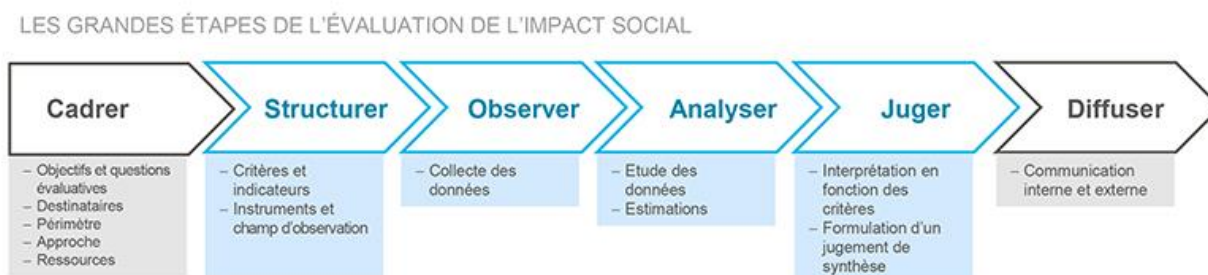 LES GRANDES ÉTAPES DE L'ÉVALUATION DE L'IMPACT SOCIAL
Cadrer
– Objectifs et questions
évaluatives
– Destinataires
– Périmètre
– Approche
– Ressources
Structurer
– Critères et
indicateurs
– Instruments et
champ d'observation
Observer
– Collecte des
données
Analyser
– Etude des
données
– Estimations
Juger
– Interprétation en
fonction des
critères
– Formulation d'un
jugement de
synthèse
Diffuser
– Communication
interne et externe